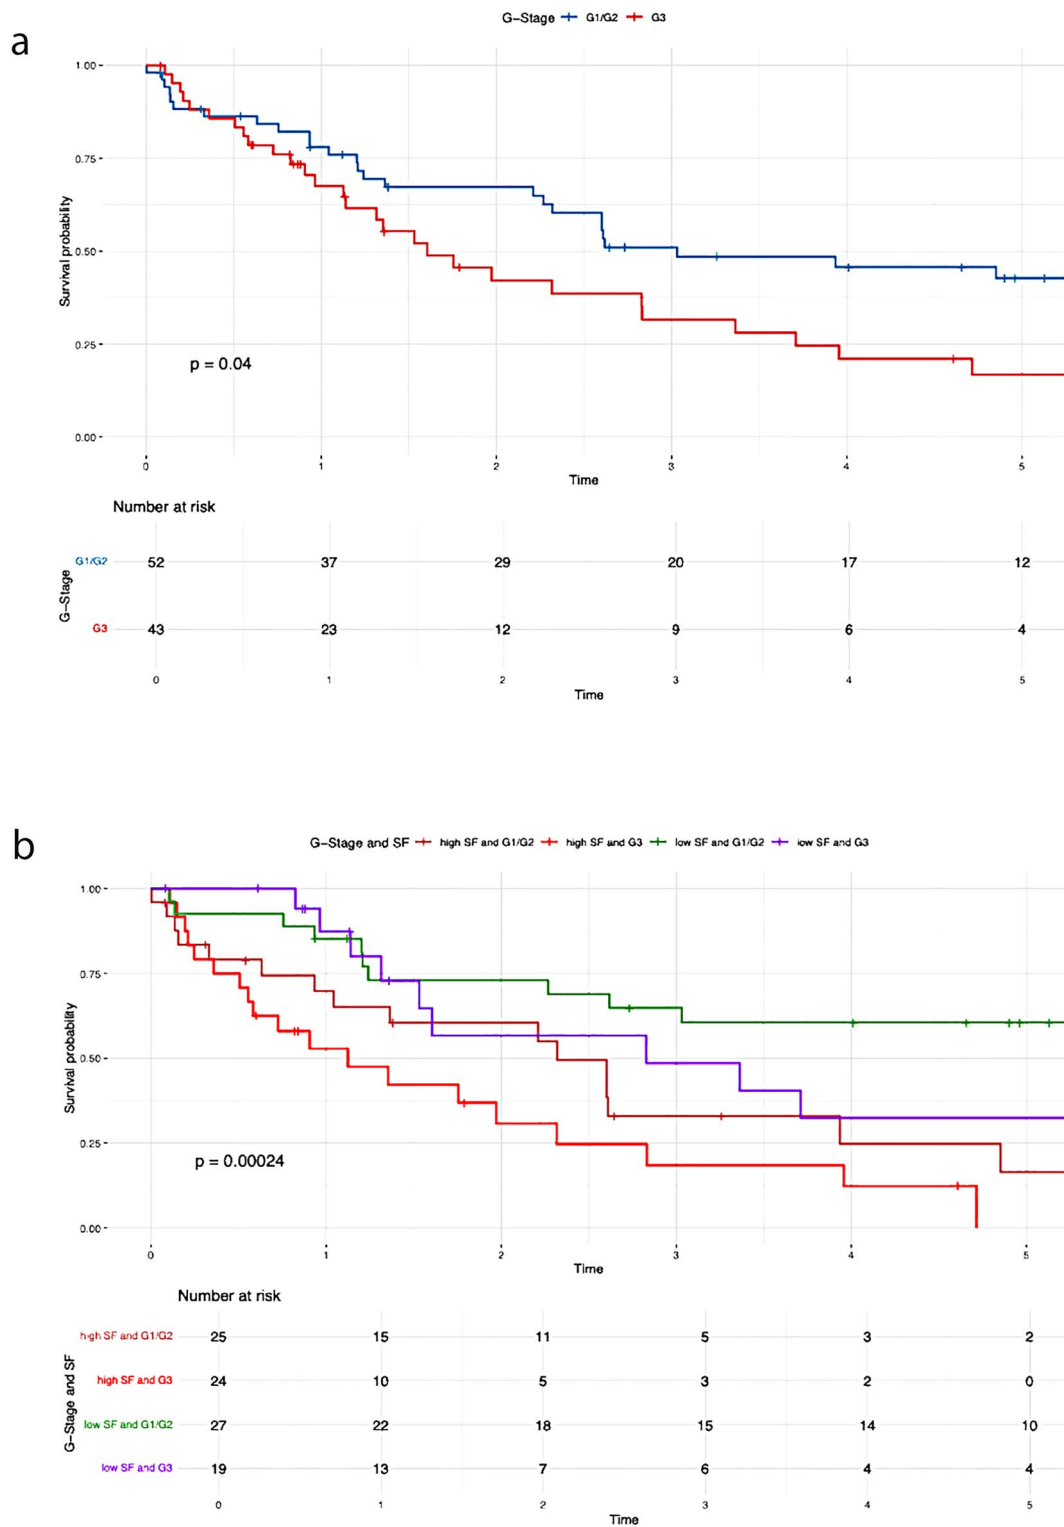 a
G-Stage G1/G2 G3
Survival probability
1.00
0.75
0.50
0.25
0.00
p = 0.04
0 1 2 3 4 5
Time
Number at risk
G-Stage
G1/G2 52 37 29 20 17 12
G3 43 23 12 9 6 4
0 1 2 3 4 5
Time
b
G-Stage and SF high SF and G1/G2 high SF and G3 low SF and G1/G2 low SF and G3
Survival probability
1.00
0.75
0.50
0.25
0.00
p = 0.00024
0 1 2 3 4 5
Time
Number at risk
G-Stage and SF
high SF and G1/G2 25 15 11 5 3 2
high SF and G3 24 10 5 3 2 0
low SF and G1/G2 27 22 18 15 14 10
low SF and G3 19 13 7 6 4 4
0 1 2 3 4 5
Time